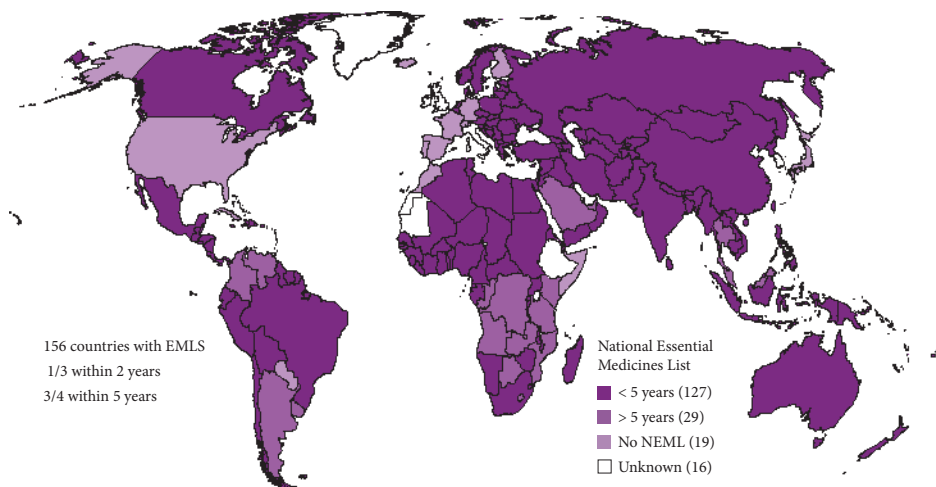 156 countries with EMLS
1/3 within 2 years
3/4 within 5 years
National Essential
Medicines List
< 5 years (127)
> 5 years (29)
No NEML (19)
Unknown (16)